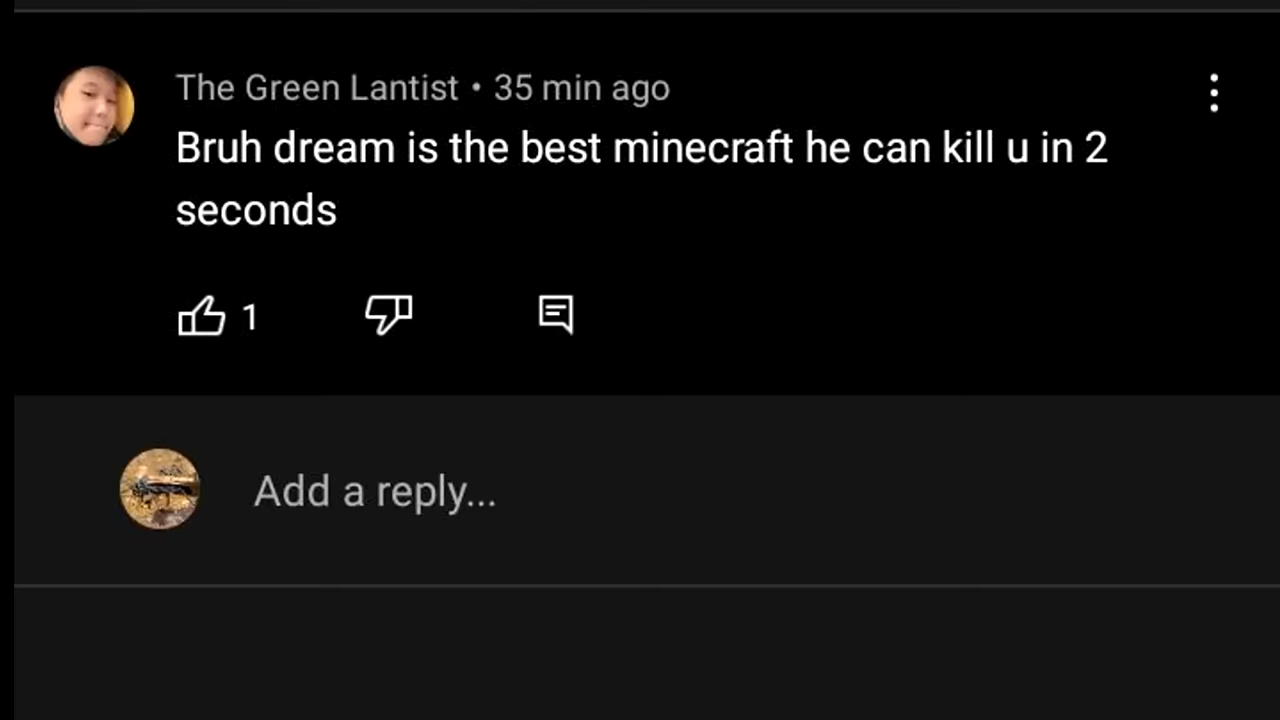 The Green Lantist • 35 min ago
Bruh dream is the best minecraft he can kill u in 2
seconds
1
Add a reply...